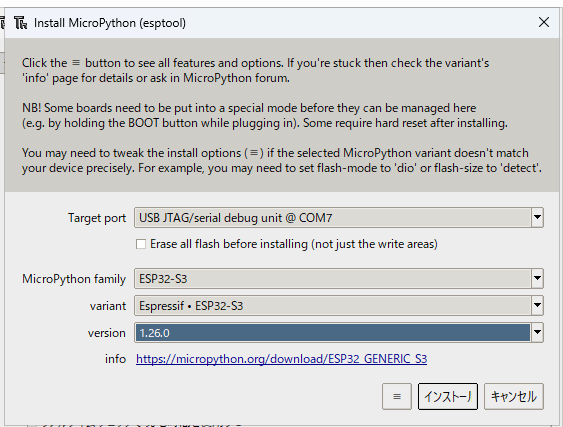 Install MicroPython (esptool)
Click the ≡ button to see all features and options. If you're stuck then check the variant's
'info' page for details or ask in MicroPython forum.
NB! Some boards need to be put into a special mode before they can be managed here
(e.g. by holding the BOOT button while plugging in). Some require hard reset after installing.
You may need to tweak the install options (≡) if the selected MicroPython variant doesn't match
your device precisely. For example, you may need to set flash-mode to 'dio' or flash-size to 'detect'.
Target port USB JTAG/serial debug unit @ COM7
Erase all flash before installing (not just the write areas)
MicroPython family ESP32-S3
variant Espressif • ESP32-S3
version 1.26.0
info https://micropython.org/download/ESP32_GENERIC_S3
≡ インストール キャンセル